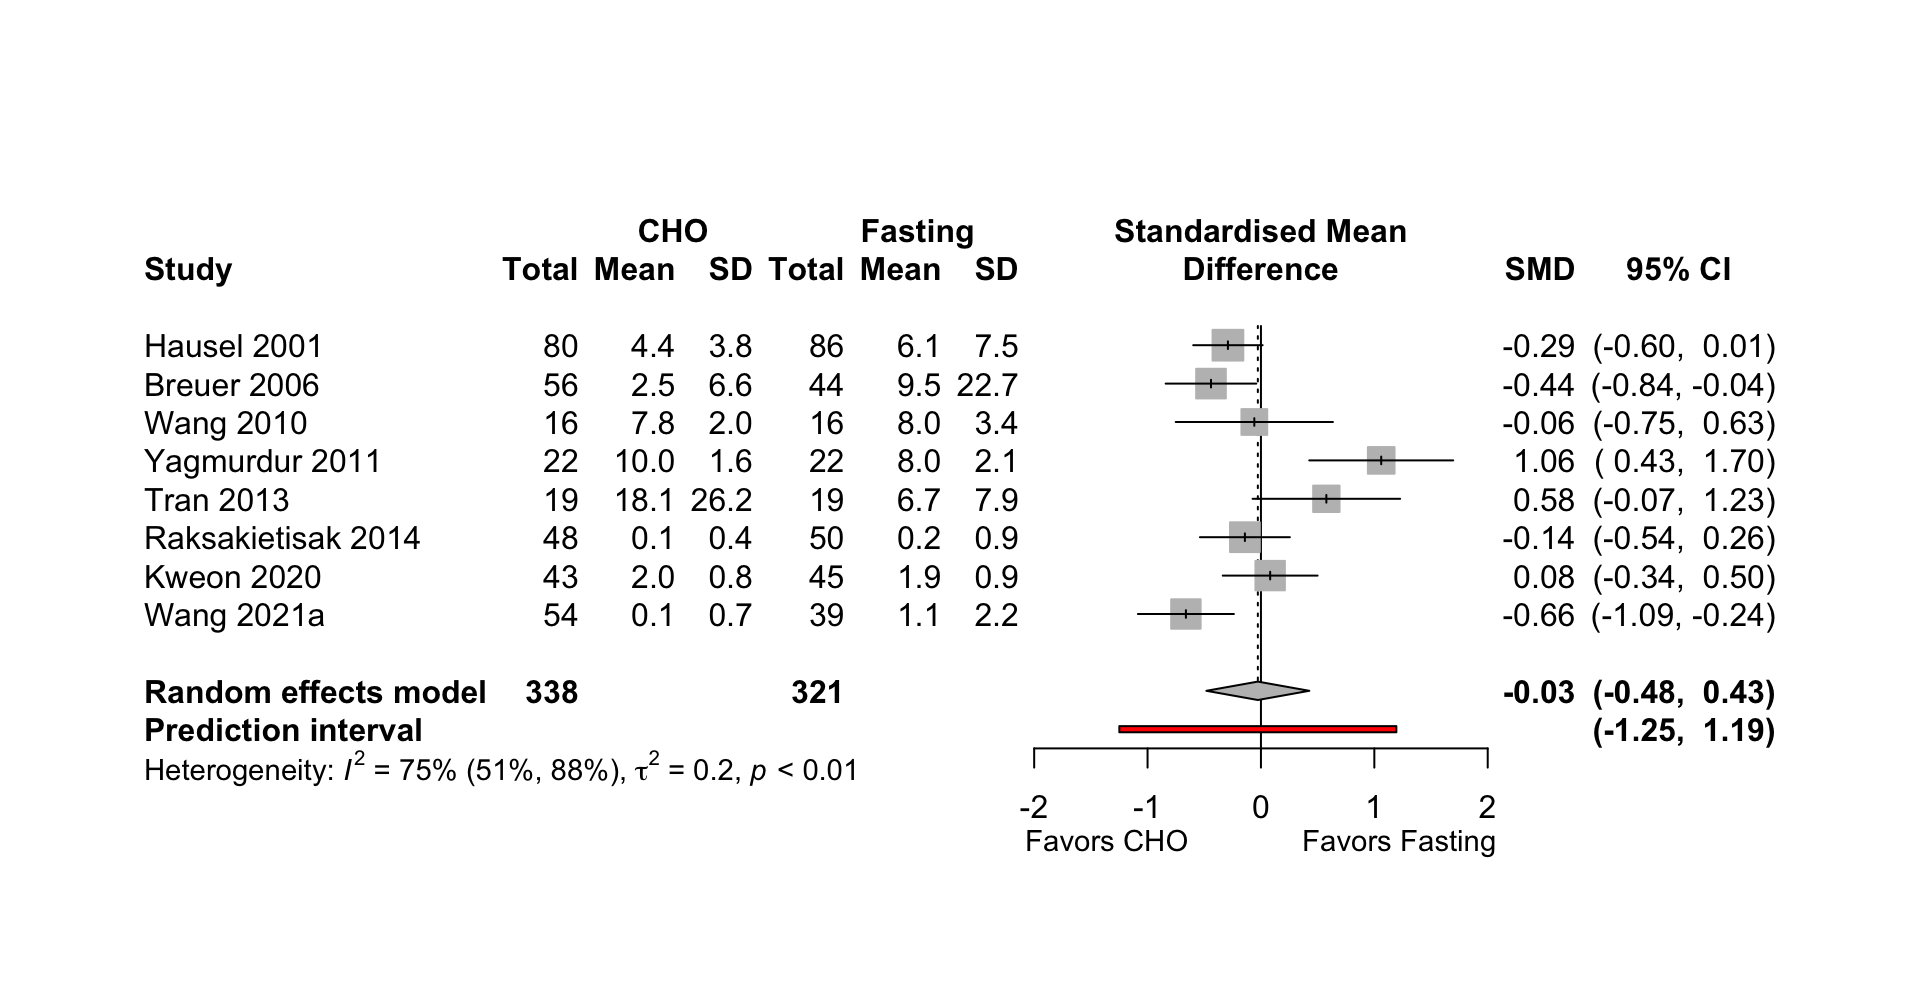 CHO Fasting Standardised Mean
Study Total Mean SD Total Mean SD Difference SMD 95% CI
Hausel 2001 80 4.4 3.8 86 6.1 7.5 -0.29 (-0.60, 0.01)
Breuer 2006 56 2.5 6.6 44 9.5 22.7 -0.44 (-0.84, -0.04)
Wang 2010 16 7.8 2.0 16 8.0 3.4 -0.06 (-0.75, 0.63)
Yagmurdur 2011 22 10.0 1.6 22 8.0 2.1 1.06 ( 0.43, 1.70)
Tran 2013 19 18.1 26.2 19 6.7 7.9 0.58 (-0.07, 1.23)
Raksakietisak 2014 48 0.1 0.4 50 0.2 0.9 -0.14 (-0.54, 0.26)
Kweon 2020 43 2.0 0.8 45 1.9 0.9 0.08 (-0.34, 0.50)
Wang 2021a 54 0.1 0.7 39 1.1 2.2 -0.66 (-1.09, -0.24)
Random effects model 338 321 -0.03 (-0.48, 0.43)
Prediction interval (-1.25, 1.19)
Heterogeneity: I² = 75% (51%, 88%), τ² = 0.2, p < 0.01
-2 -1 0 1 2
Favors CHO Favors Fasting